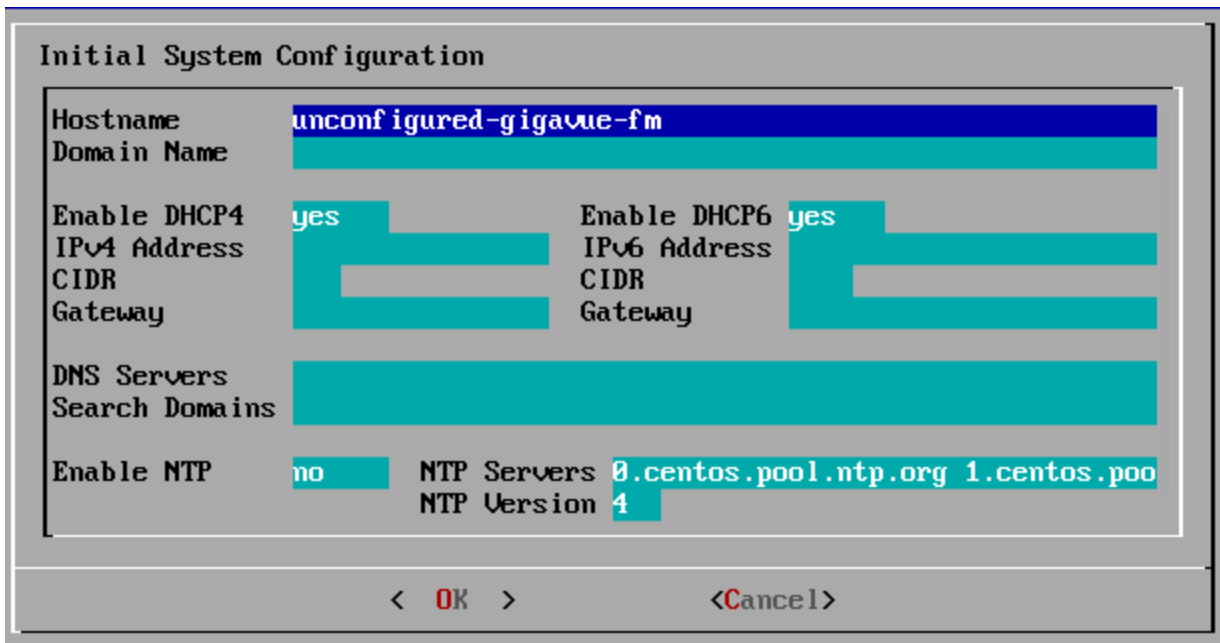 Initial System Configuration
Hostname unconfigured-gigavue-fm
Domain Name
Enable DHCP4 yes Enable DHCP6 yes
IPv4 Address IPv6 Address
CIDR CIDR
Gateway Gateway
DNS Servers
Search Domains
Enable NTP no NTP Servers 0.centos.pool.ntp.org 1.centos.poo
NTP Version 4
< OK > <Cancel>